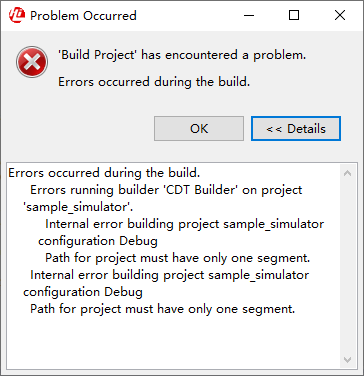 Problem Occurred
'Build Project' has encountered a problem.
Errors occurred during the build.
OK
<< Details
Errors occurred during the build.
Errors running builder 'CDT Builder' on project
'sample_simulator'.
Internal error building project sample_simulator
configuration Debug
Path for project must have only one segment.
Internal error building project sample_simulator
configuration Debug
Path for project must have only one segment.